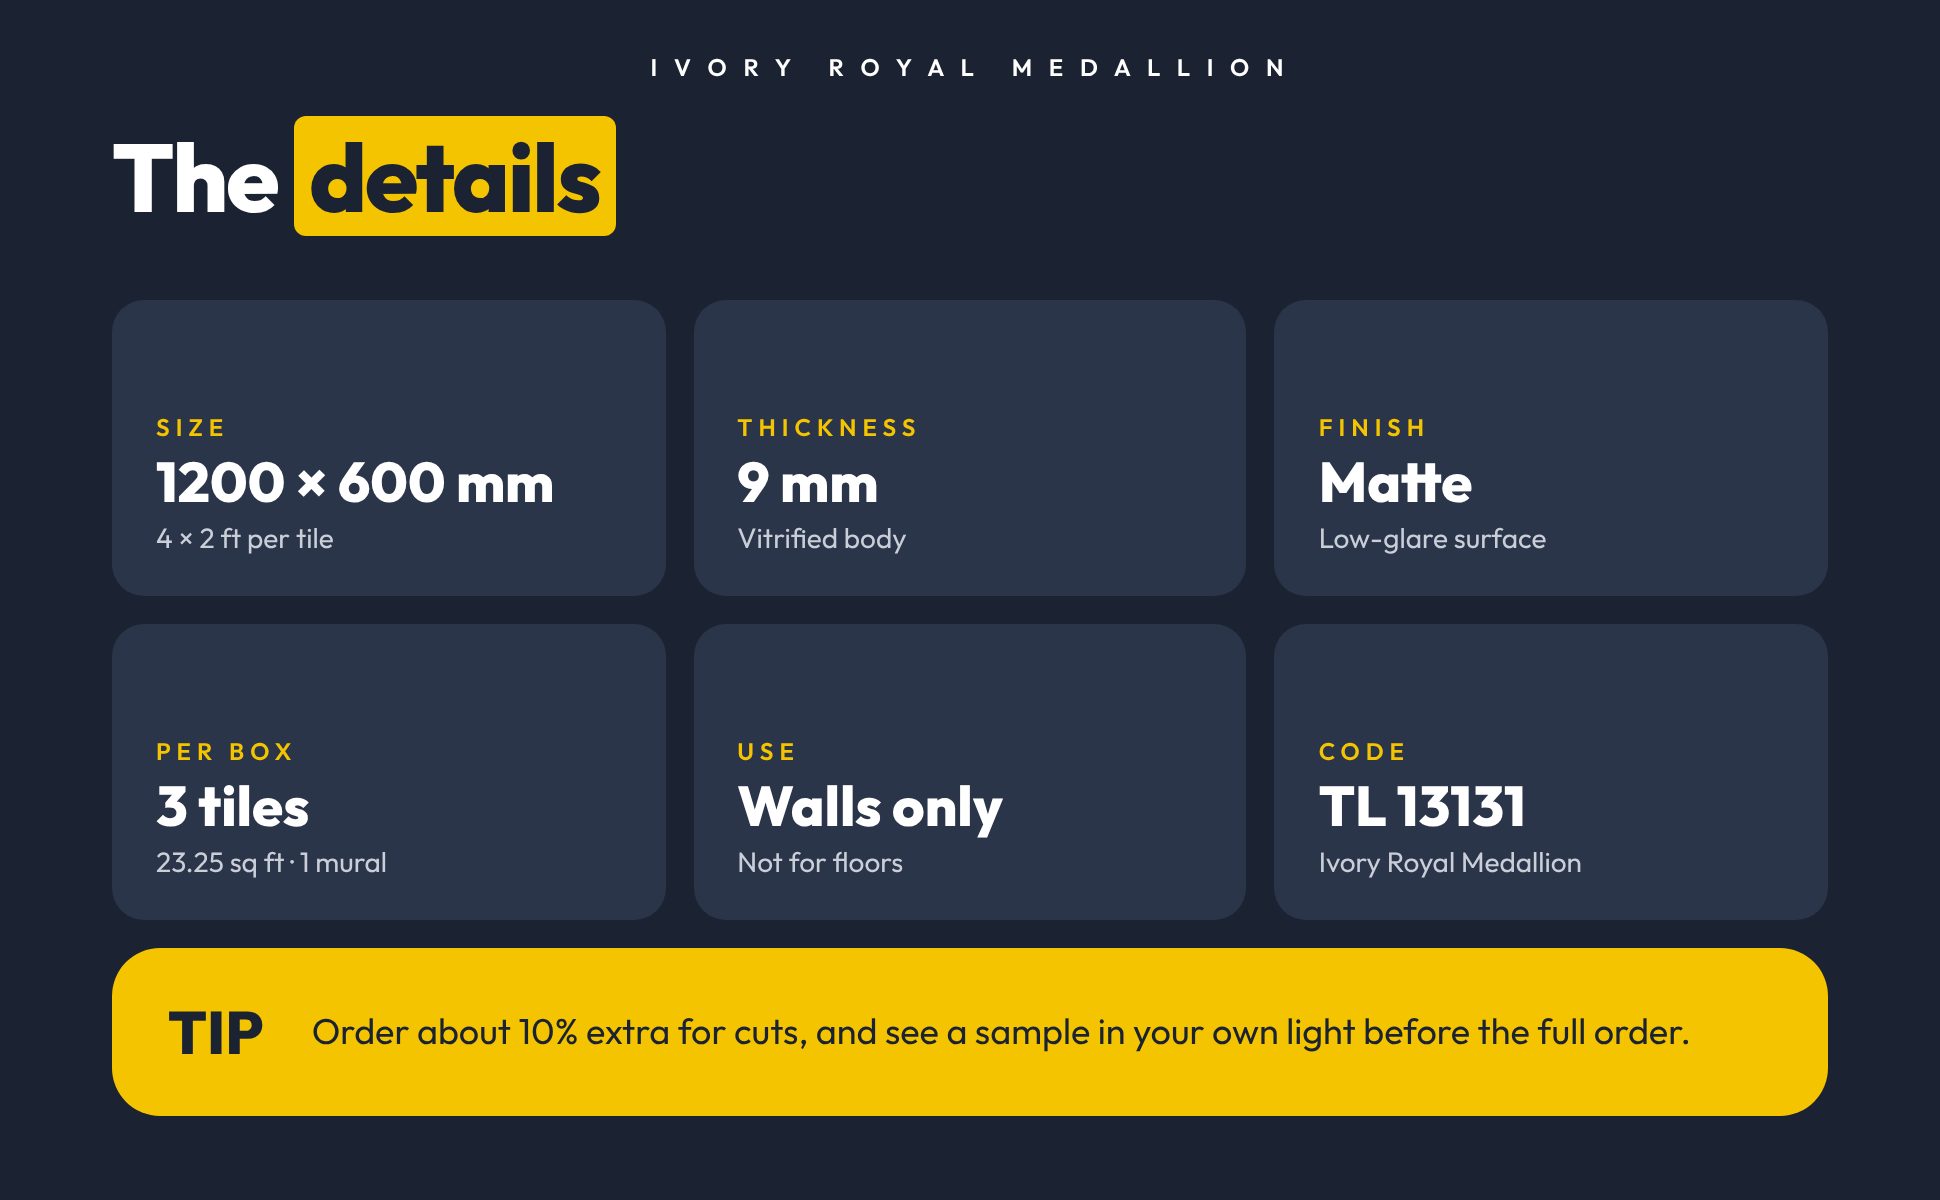 IVORY ROYAL MEDALLION
The details
SIZE
1200 × 600 mm
4 × 2 ft per tile
THICKNESS
9 mm
Vitrified body
FINISH
Matte
Low-glare surface
PER BOX
3 tiles
23.25 sq ft · 1 mural
USE
Walls only
Not for floors
CODE
TL 13131
Ivory Royal Medallion
TIP
Order about 10% extra for cuts, and see a sample in your own light before the full order.